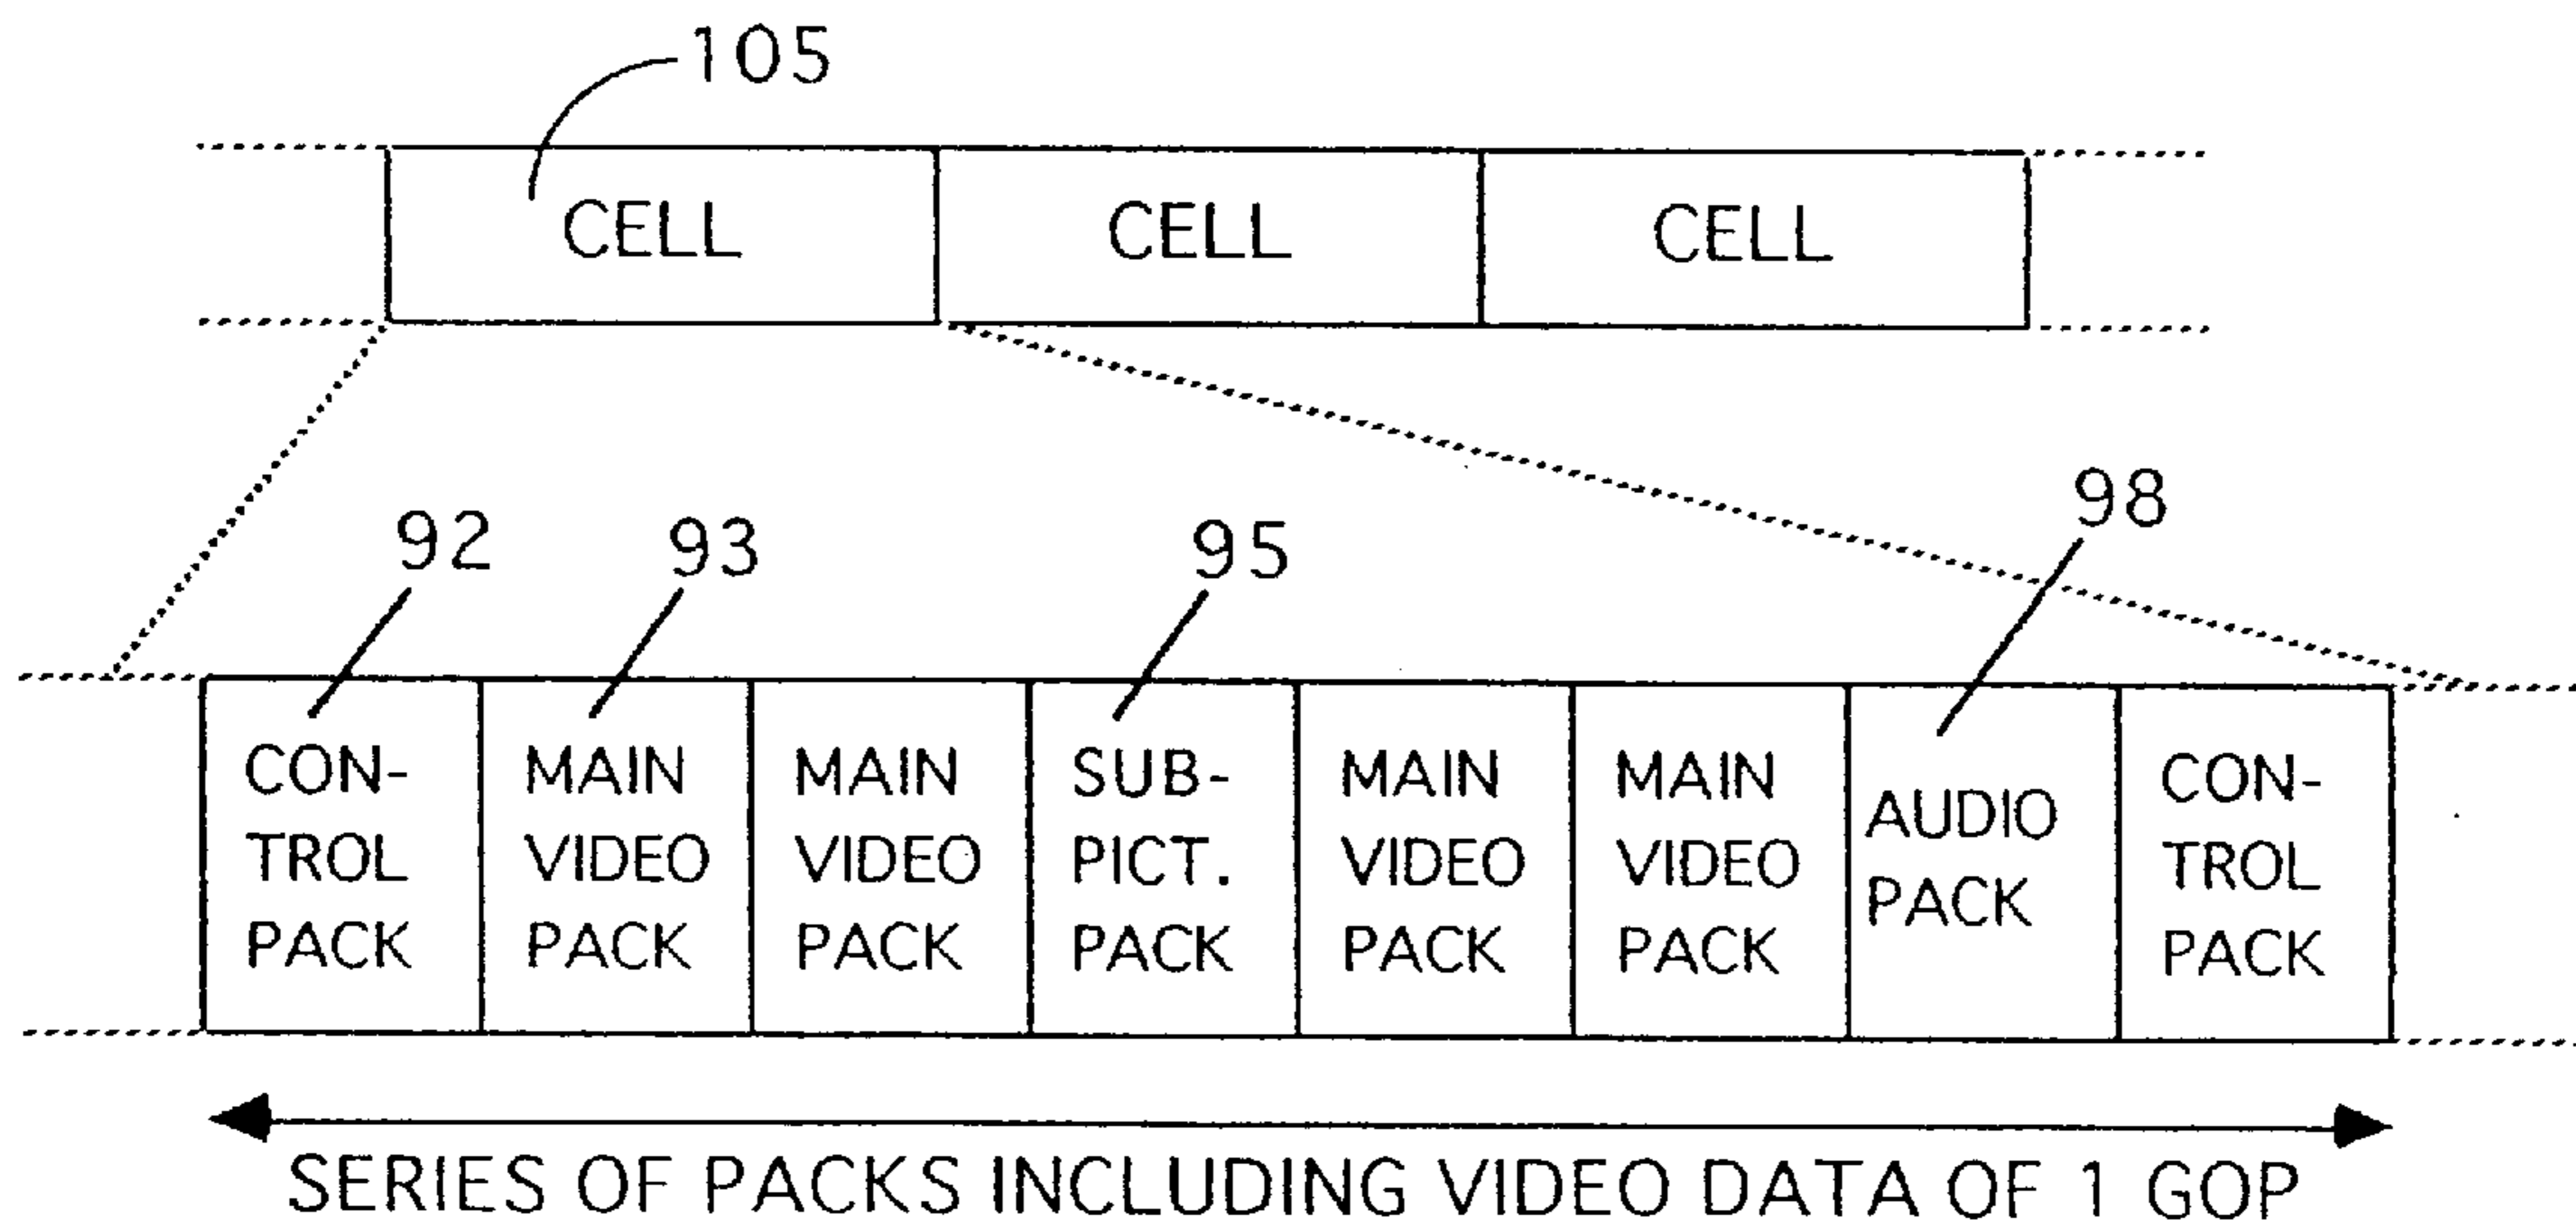 105
CELL
CELL
CELL
92
93
95
98
CON-
TROL
PACK
MAIN
VIDEO
PACK
MAIN
VIDEO
PACK
SUB-
PICT.
PACK
MAIN
VIDEO
PACK
MAIN
VIDEO
PACK
AUDIO
PACK
CON-
TROL
PACK
SERIES OF PACKS INCLUDING VIDEO DATA OF 1 GOP